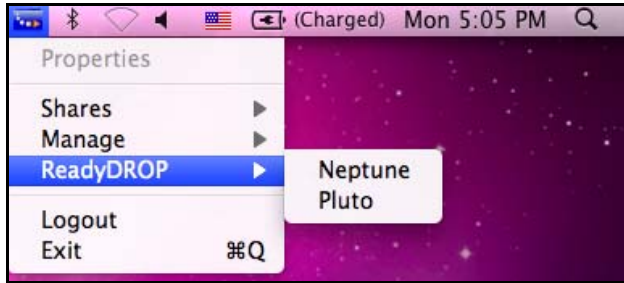 (Charged) Mon 5:05 PM
Properties
Shares
Manage
ReadyDROP
Neptune
Pluto
Logout
Exit ⌘Q